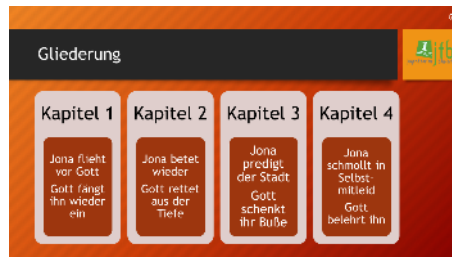 Gliederung
jtb
Kapitel 1
Jona flieht
vor Gott
Gott fängt
ihn wieder
ein
Kapitel 2
Jona betet
wieder
Gott rettet
aus der
Tiefe
Kapitel 3
Jona
predigt
der Stadt
Gott
schenkt
ihr Buße
Kapitel 4
Jona
schmollt in
Selbst-
mitleid
Gott
belehrt ihn